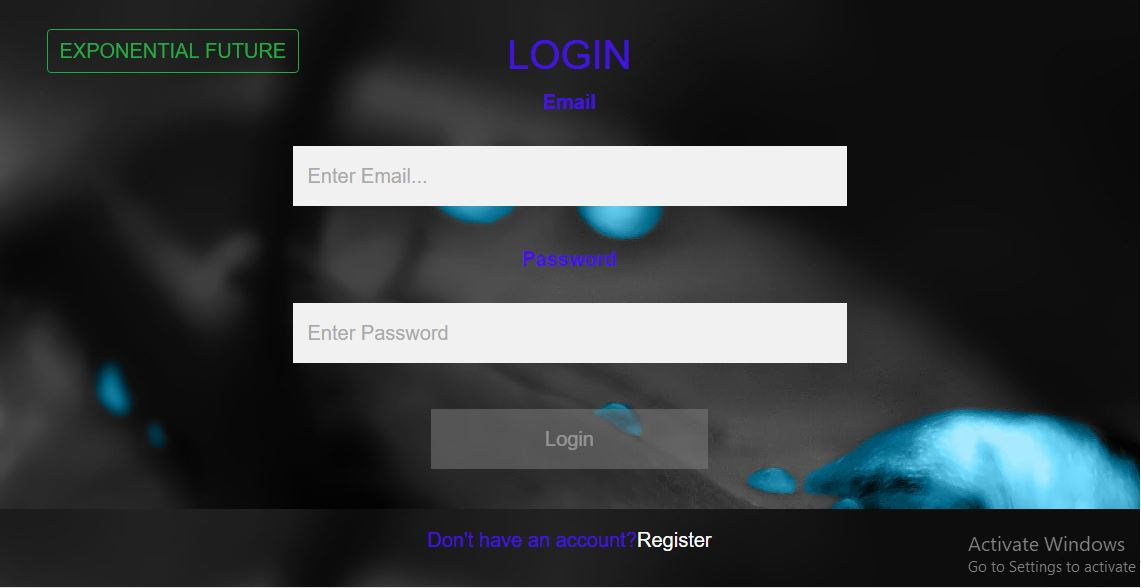 EXPONENTIAL FUTURE
LOGIN
Email
Enter Email...
Password
Enter Password
Login
Don't have an account?Register
Activate Windows
Go to Settings to activate